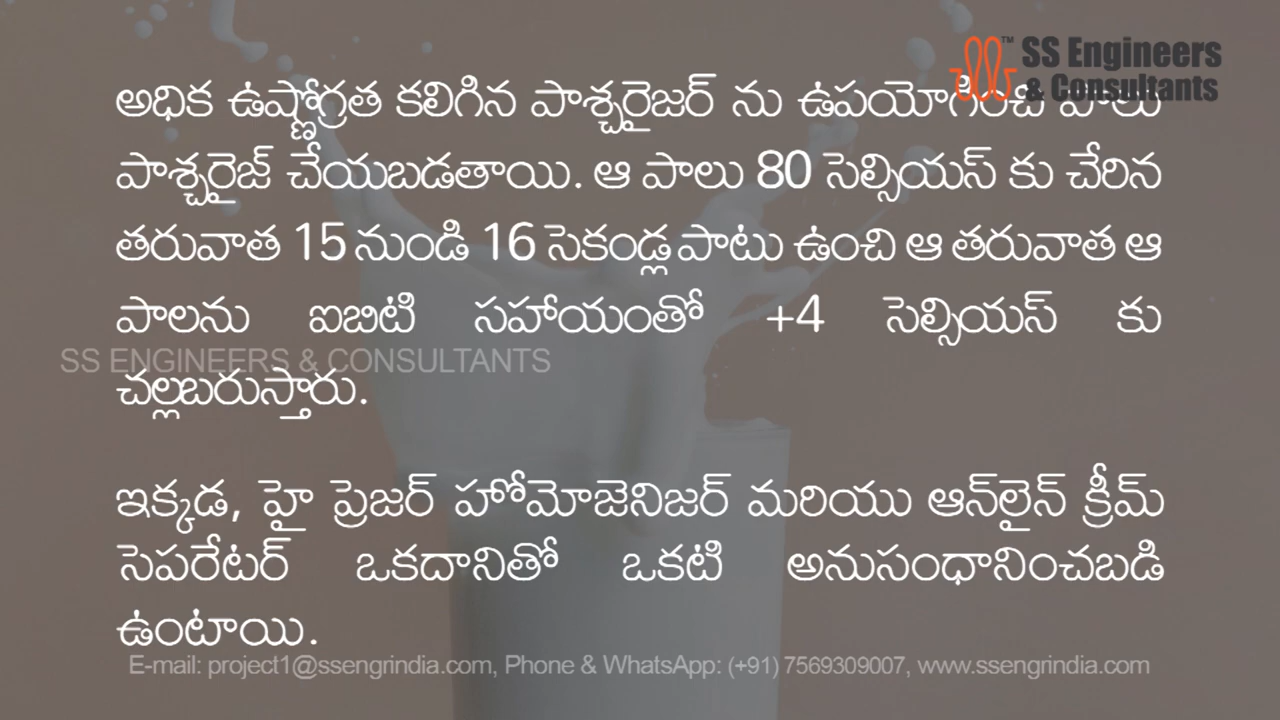 SS Engineers
& Consultants
అధిక ఉష్ణోగ్రత కలిగిన పాశ్చరైజర్ ను ఉపయోగించి పాలు
పాశ్చరైజ్ చేయబడతాయి. ఆ పాలు 80 సెల్సియస్ కు చేరిన
తరువాత 15 నుండి 16 సెకండ్ల పాటు ఉంచి ఆ తరువాత ఆ
పాలను ఐబిటి సహాయంతో +4 సెల్సియస్ కు
SS ENGINEERS & CONSULTANTS
చల్లబరుస్తారు.
ఇక్కడ, హై ప్రెజర్ హోమోజెనిజర్ మరియు ఆన్‌లైన్ క్రీమ్
సెపరేటర్ ఒకదానితో ఒకటి అనుసంధానించబడి
ఉంటాయి.
E-mail: project1@ssengrindia.com, Phone & WhatsApp: (+91) 7569309007, www.ssengrindia.com